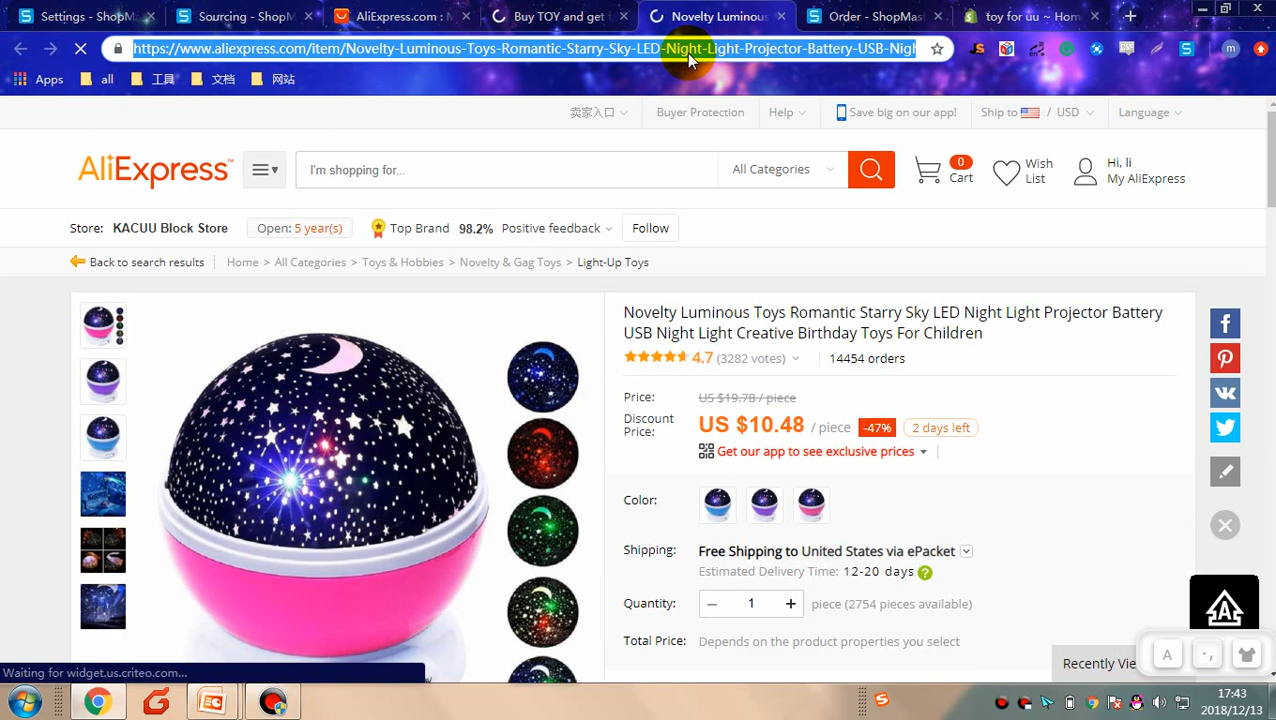 Settings - ShopM
Sourcing - ShopM
AliExpress.com : M
Buy TOY and get f
Novelty Luminous
Order - ShopMas
toy for uu ~ Hom
https://www.aliexpress.com/item/Novelty-Luminous-Toys-Romantic-Starry-Sky-LED-Night-Light-Projector-Battery-USB-Nigh
Apps
all
工具
文档
网站
卖家入口
Buyer Protection
Help
Save big on our app!
Ship to / USD
Language
AliExpress™
I'm shopping for...
All Categories
0
Cart
Wish
List
Hi, li
My AliExpress
Store: KACUU Block Store
Open: 5 year(s)
Top Brand 98.2% Positive feedback
Follow
Back to search results
Home > All Categories > Toys & Hobbies > Novelty & Gag Toys > Light-Up Toys
Novelty Luminous Toys Romantic Starry Sky LED Night Light Projector Battery
USB Night Light Creative Birthday Toys For Children
4.7 (3282 votes) 14454 orders
Price: US $19.78 / piece
Discount
Price:
US $10.48 / piece -47% 2 days left
Get our app to see exclusive prices
Color:
Shipping: Free Shipping to United States via ePacket
Estimated Delivery Time: 12-20 days ?
Quantity: − 1 + piece (2754 pieces available)
Total Price: Depends on the product properties you select
Recently Vie
A
Waiting for widget.us.criteo.com...
17:43
2018/12/13